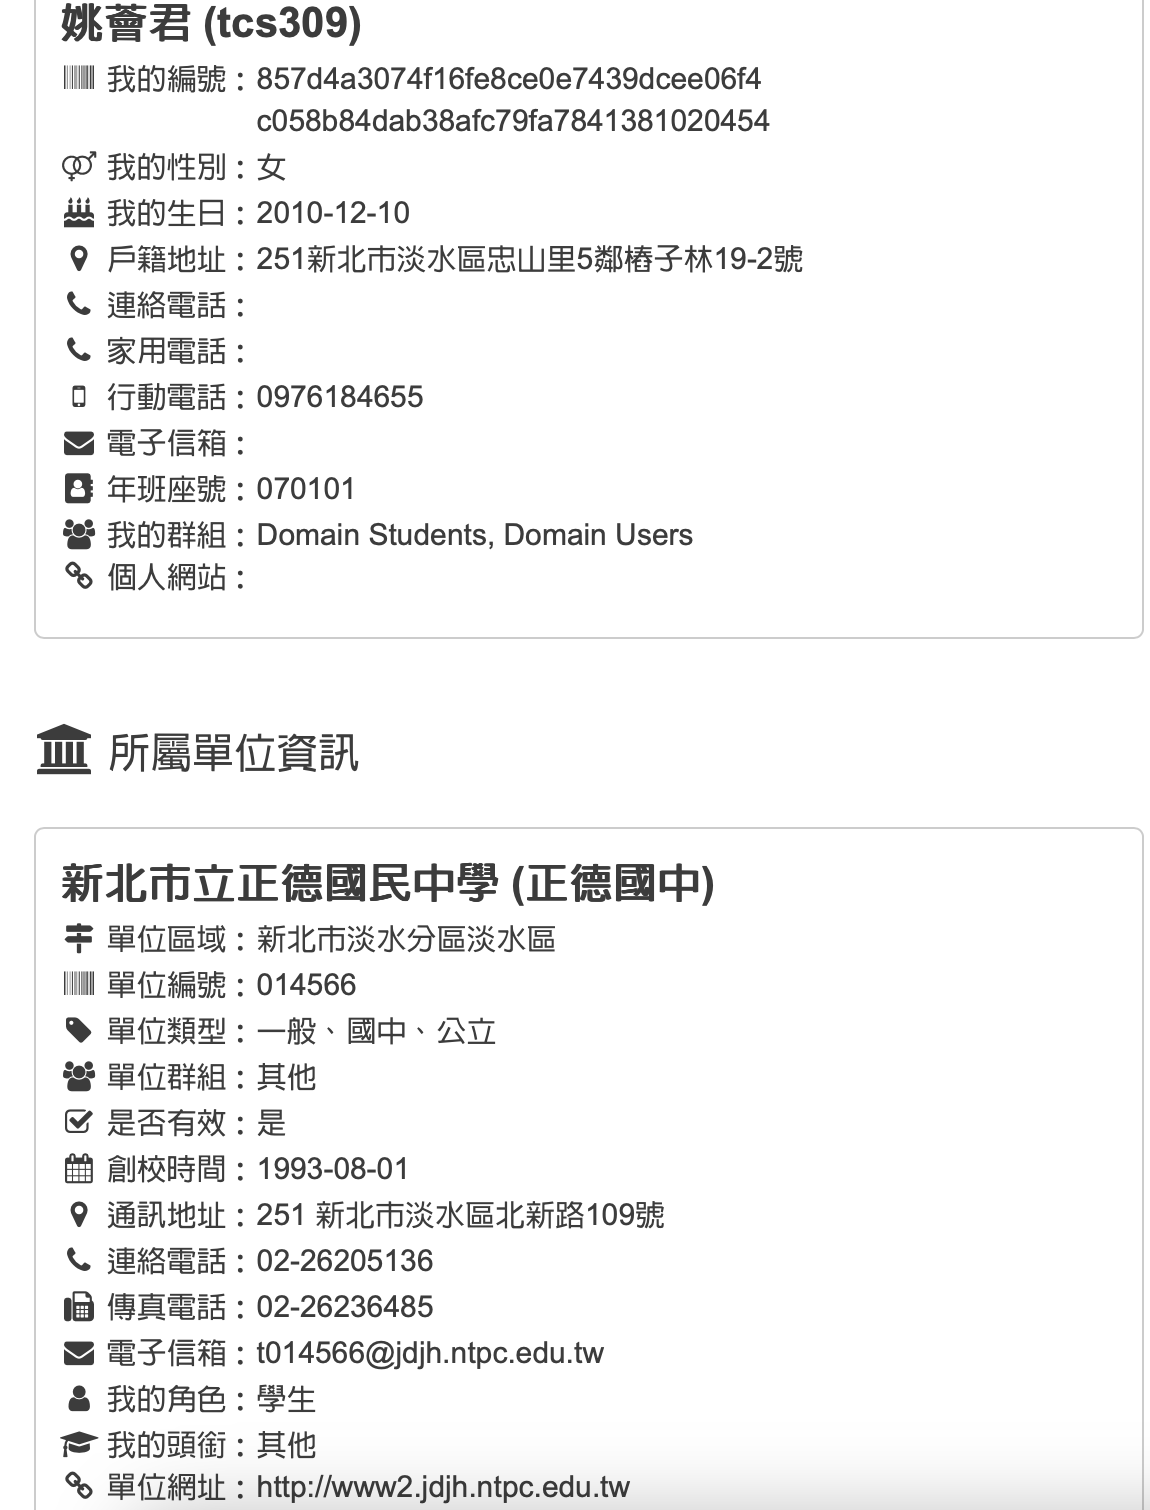 姚薈君 (tcs309)
我的編號：857d4a3074f16fe8ce0e7439dcee06f4
c058b84dab38afc79fa7841381020454
我的性別：女
我的生日：2010-12-10
戶籍地址：251新北市淡水區忠山里5鄰樁子林19-2號
連絡電話：
家用電話：
行動電話：0976184655
電子信箱：
年班座號：070101
我的群組：Domain Students, Domain Users
個人網站：
所屬單位資訊
新北市立正德國民中學 (正德國中)
單位區域：新北市淡水分區淡水區
單位編號：014566
單位類型：一般、國中、公立
單位群組：其他
是否有效：是
創校時間：1993-08-01
通訊地址：251 新北市淡水區北新路109號
連絡電話：02-26205136
傳真電話：02-26236485
電子信箱：t014566@jdjh.ntpc.edu.tw
我的角色：學生
我的頭銜：其他
單位網址：http://www2.jdjh.ntpc.edu.tw